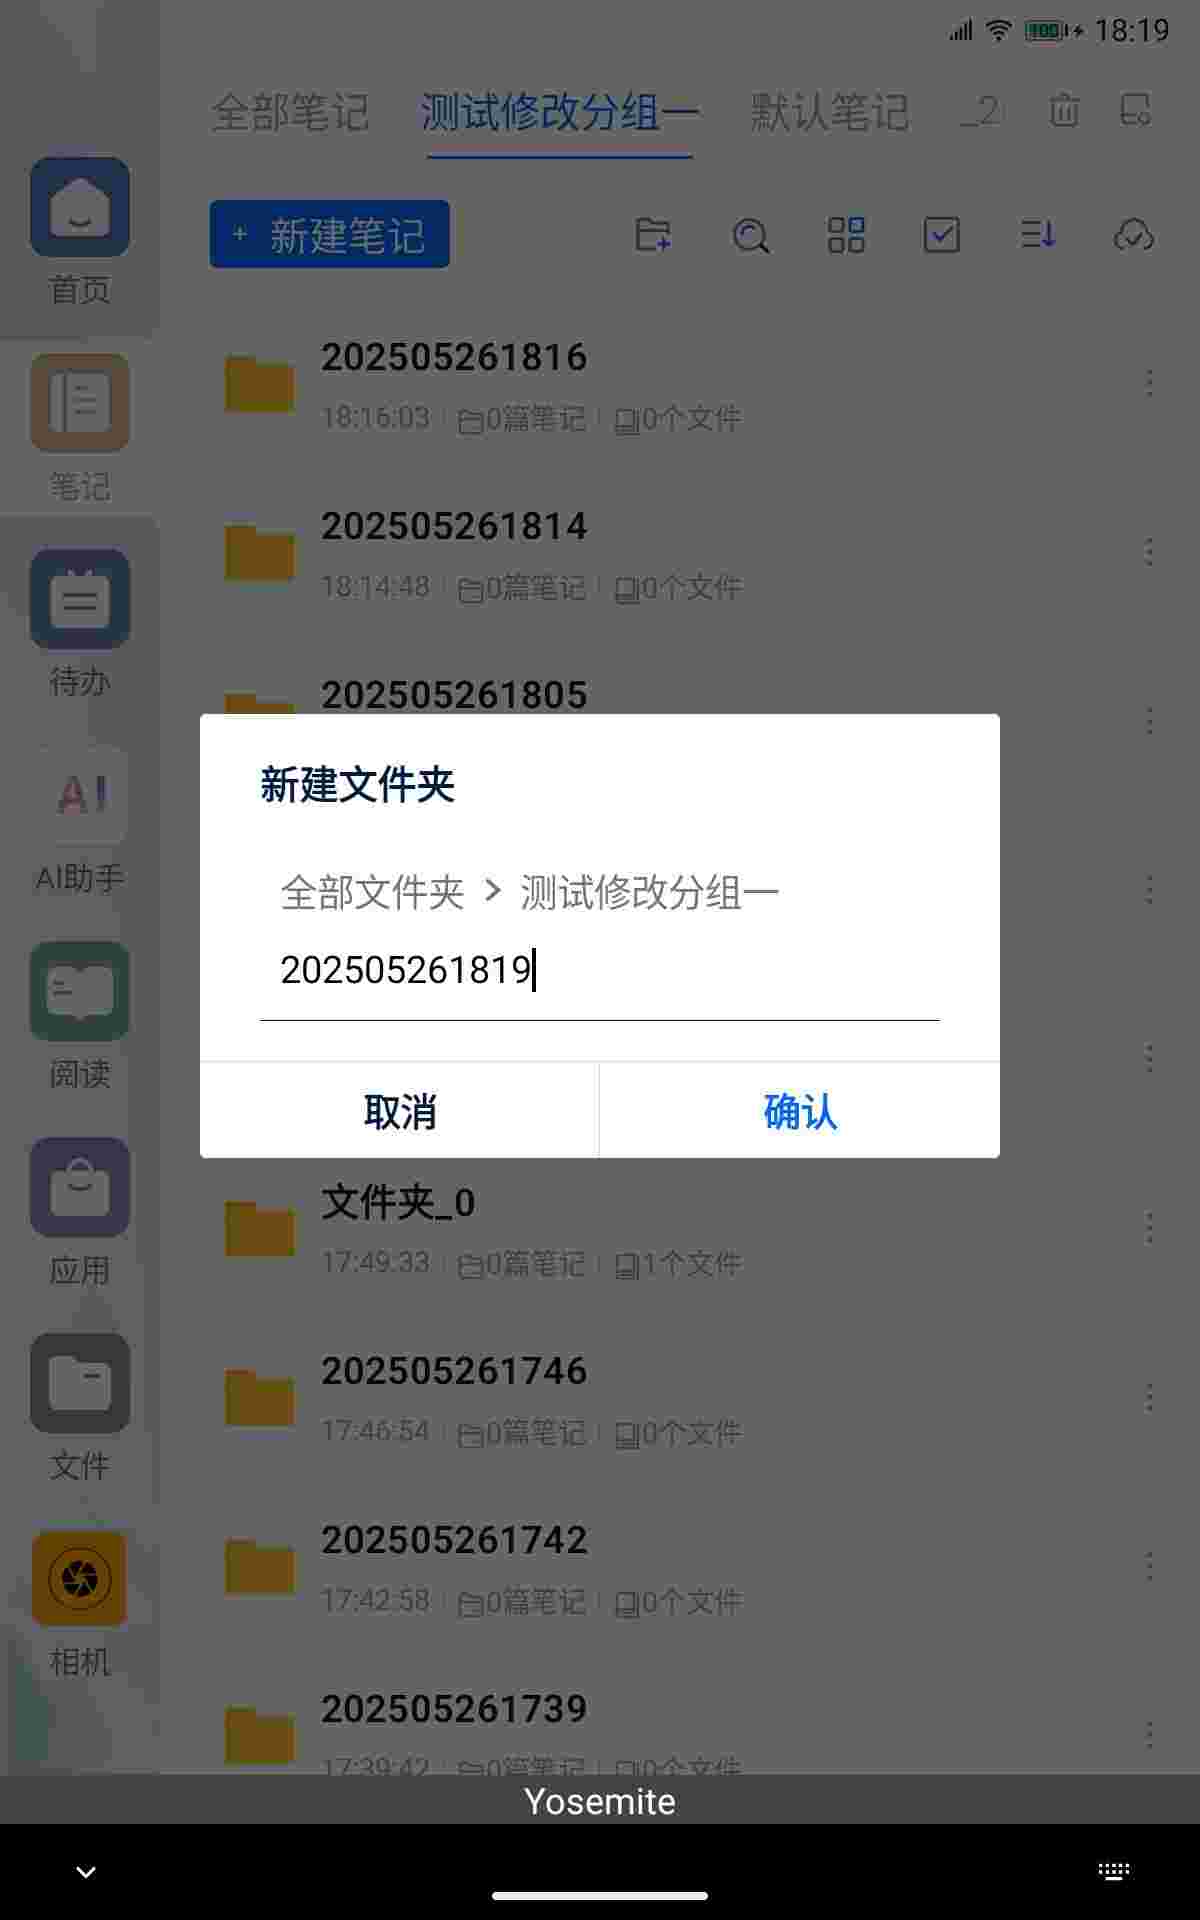 100 18:19
全部笔记 测试修改分组一 默认笔记 _2
+ 新建笔记
首页
笔记
待办
AI
AI助手
阅读
应用
文件
相机
202505261816
18:16:03 0篇笔记 0个文件
202505261814
18:14:48 0篇笔记 0个文件
202505261805
新建文件夹
全部文件夹 > 测试修改分组一
202505261819
取消 确认
文件夹_0
17:49:33 0篇笔记 1个文件
202505261746
17:46:54 0篇笔记 0个文件
202505261742
17:42:58 0篇笔记 0个文件
202505261739
17:39:42 0篇笔记 0个文件
Yosemite